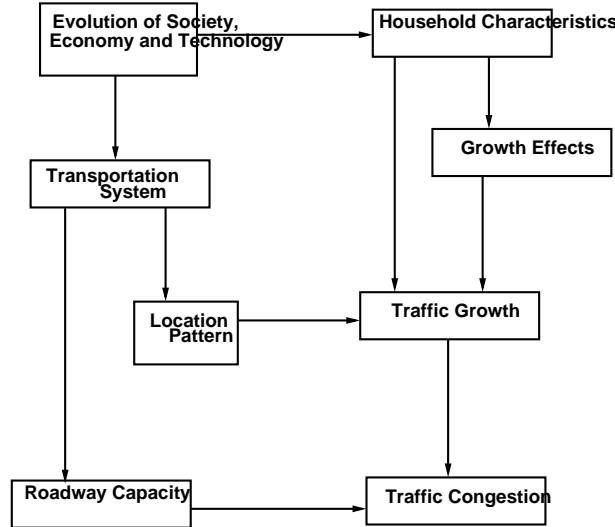 Evolution of Society,
Economy and Technology
Household Characteristics
Growth Effects
Transportation
System
Location
Pattern
Traffic Growth
Roadway Capacity
Traffic Congestion